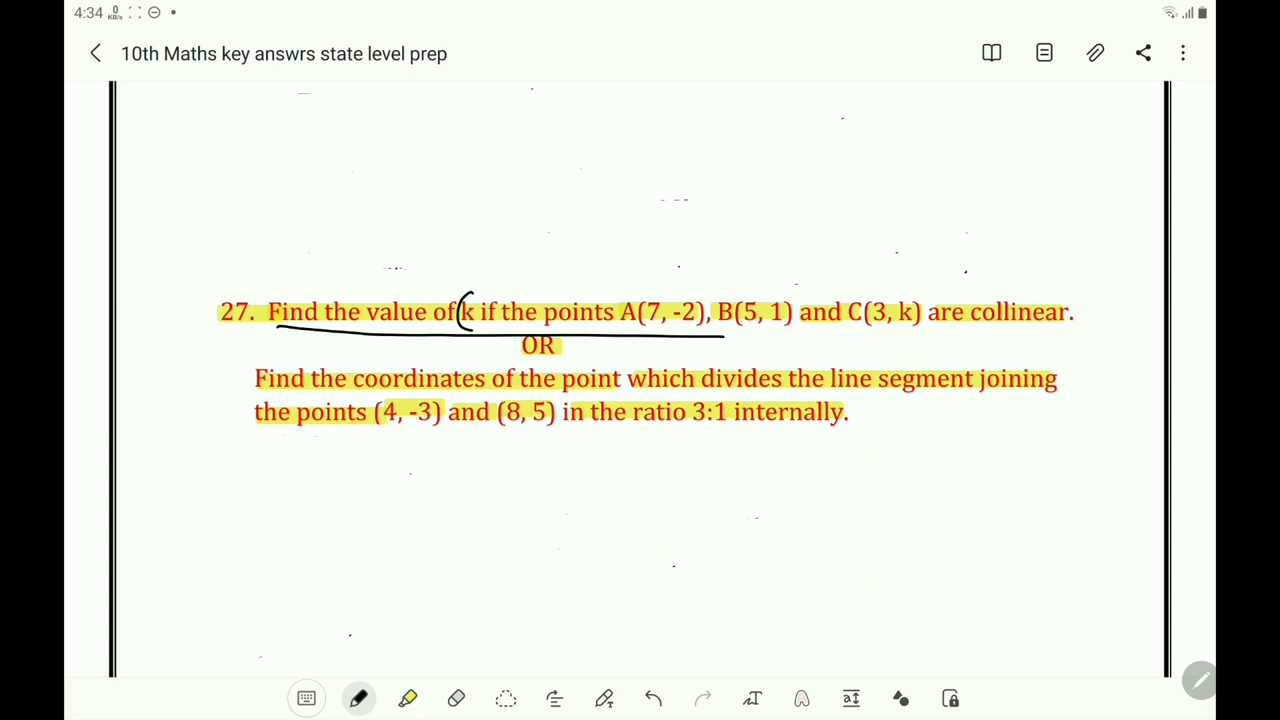 4:34 0 KB/s
10th Maths key answrs state level prep
27. Find the value of k if the points A(7, -2), B(5, 1) and C(3, k) are collinear.
OR
Find the coordinates of the point which divides the line segment joining
the points (4, -3) and (8, 5) in the ratio 3:1 internally.